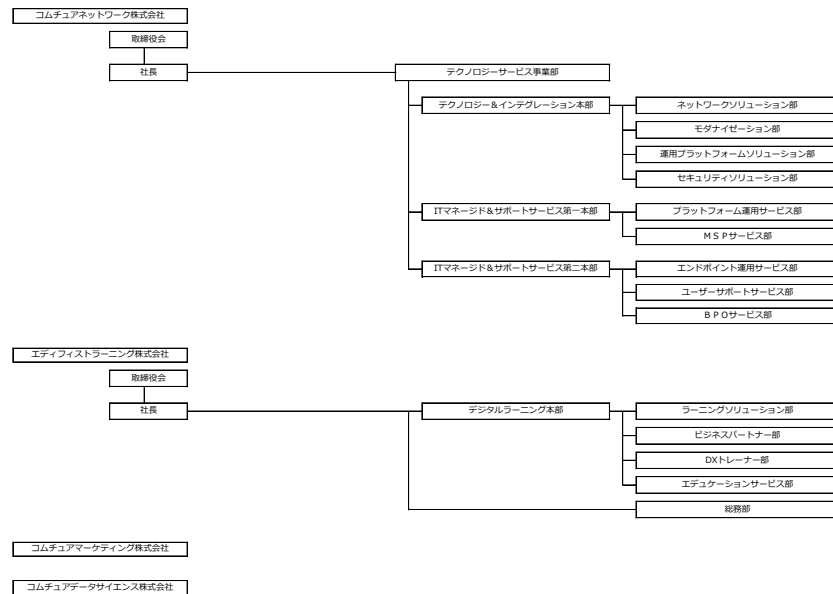 コムチュアネットワーク株式会社
取締役会
社長
テクノロジーサービス事業部
テクノロジー＆インテグレーション本部
ネットワークソリューション部
モダナイゼーション部
運用プラットフォームソリューション部
セキュリティソリューション部
ITマネージド＆サポートサービス第一本部
プラットフォーム運用サービス部
ＭＳＰサービス部
ITマネージド＆サポートサービス第二本部
エンドポイント運用サービス部
ユーザーサポートサービス部
ＢＰＯサービス部
エディフィストラーニング株式会社
取締役会
社長
デジタルラーニング本部
ラーニングソリューション部
ビジネスパートナー部
DXトレーナー部
エデュケーションサービス部
総務部
コムチュアマーケティング株式会社
コムチュアデータサイエンス株式会社